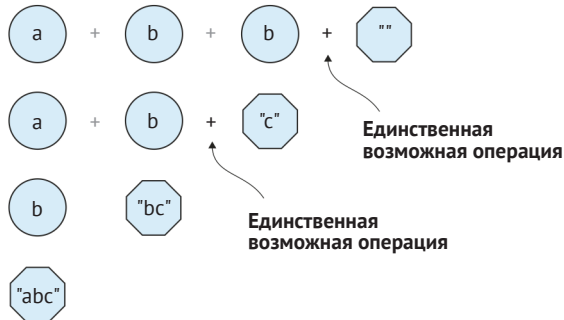 a + b + b + ""
a + b + "c"
Единственная
возможная операция
b "bc"
Единственная
возможная операция
"abc"